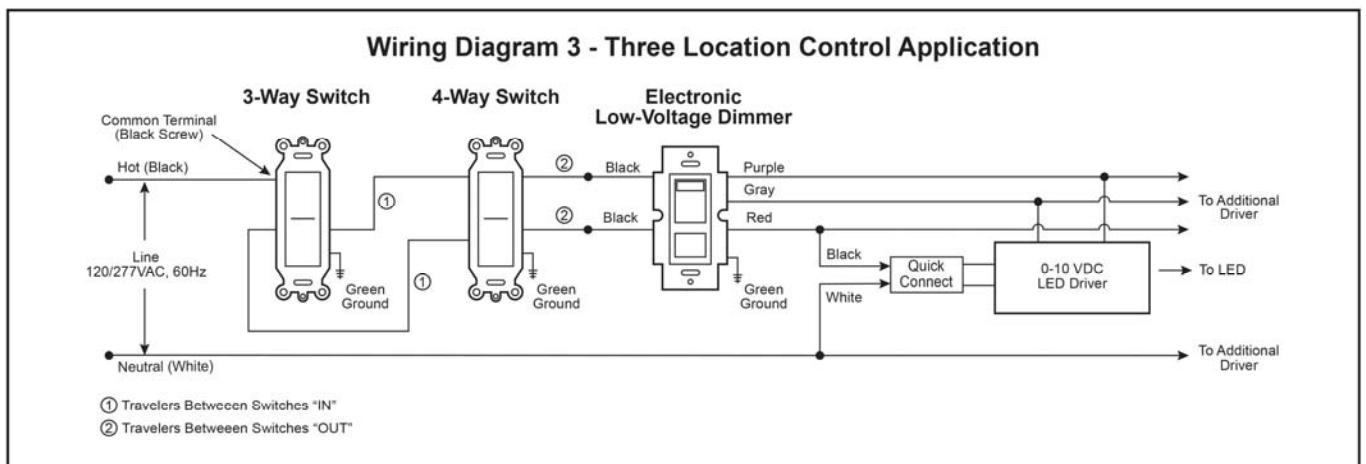 Wiring Diagram 3 - Three Location Control Application
3-Way Switch
4-Way Switch
Electronic
Low-Voltage Dimmer
Common Terminal
(Black Screw)
Hot (Black)
①
②
Black
Purple
Gray
To Additional
Driver
②
Black
Red
Line
120/277VAC, 60Hz
Green
Ground
①
Green
Ground
Green
Ground
Black
White
Quick
Connect
0-10 VDC
LED Driver
To LED
Neutral (White)
To Additional
Driver
① Travelers Betweeen Switches "IN"
② Travelers Betweeen Switches "OUT"